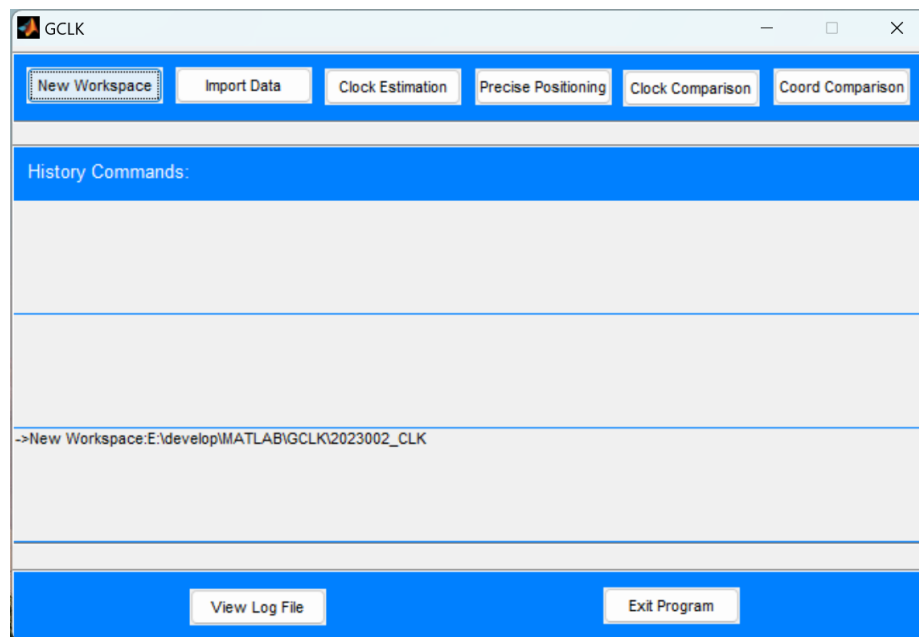 GCLK
New Workspace Import Data Clock Estimation Precise Positioning Clock Comparison Coord Comparison
History Commands:
->New Workspace:E:\develop\MATLAB\GCLK\2023002_CLK
View Log File Exit Program